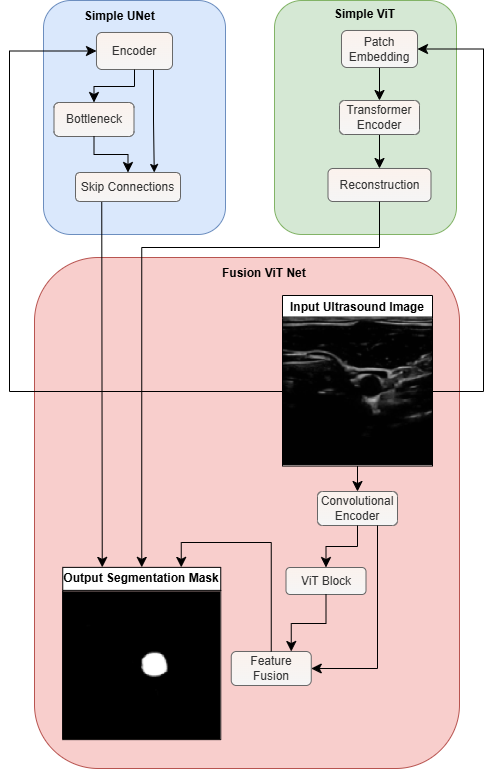 Simple UNet
Encoder
Bottleneck
Skip Connections
Simple ViT
Patch
Embedding
Transformer
Encoder
Reconstruction
Fusion ViT Net
Input Ultrasound Image
Convolutional
Encoder
ViT Block
Feature
Fusion
Output Segmentation Mask